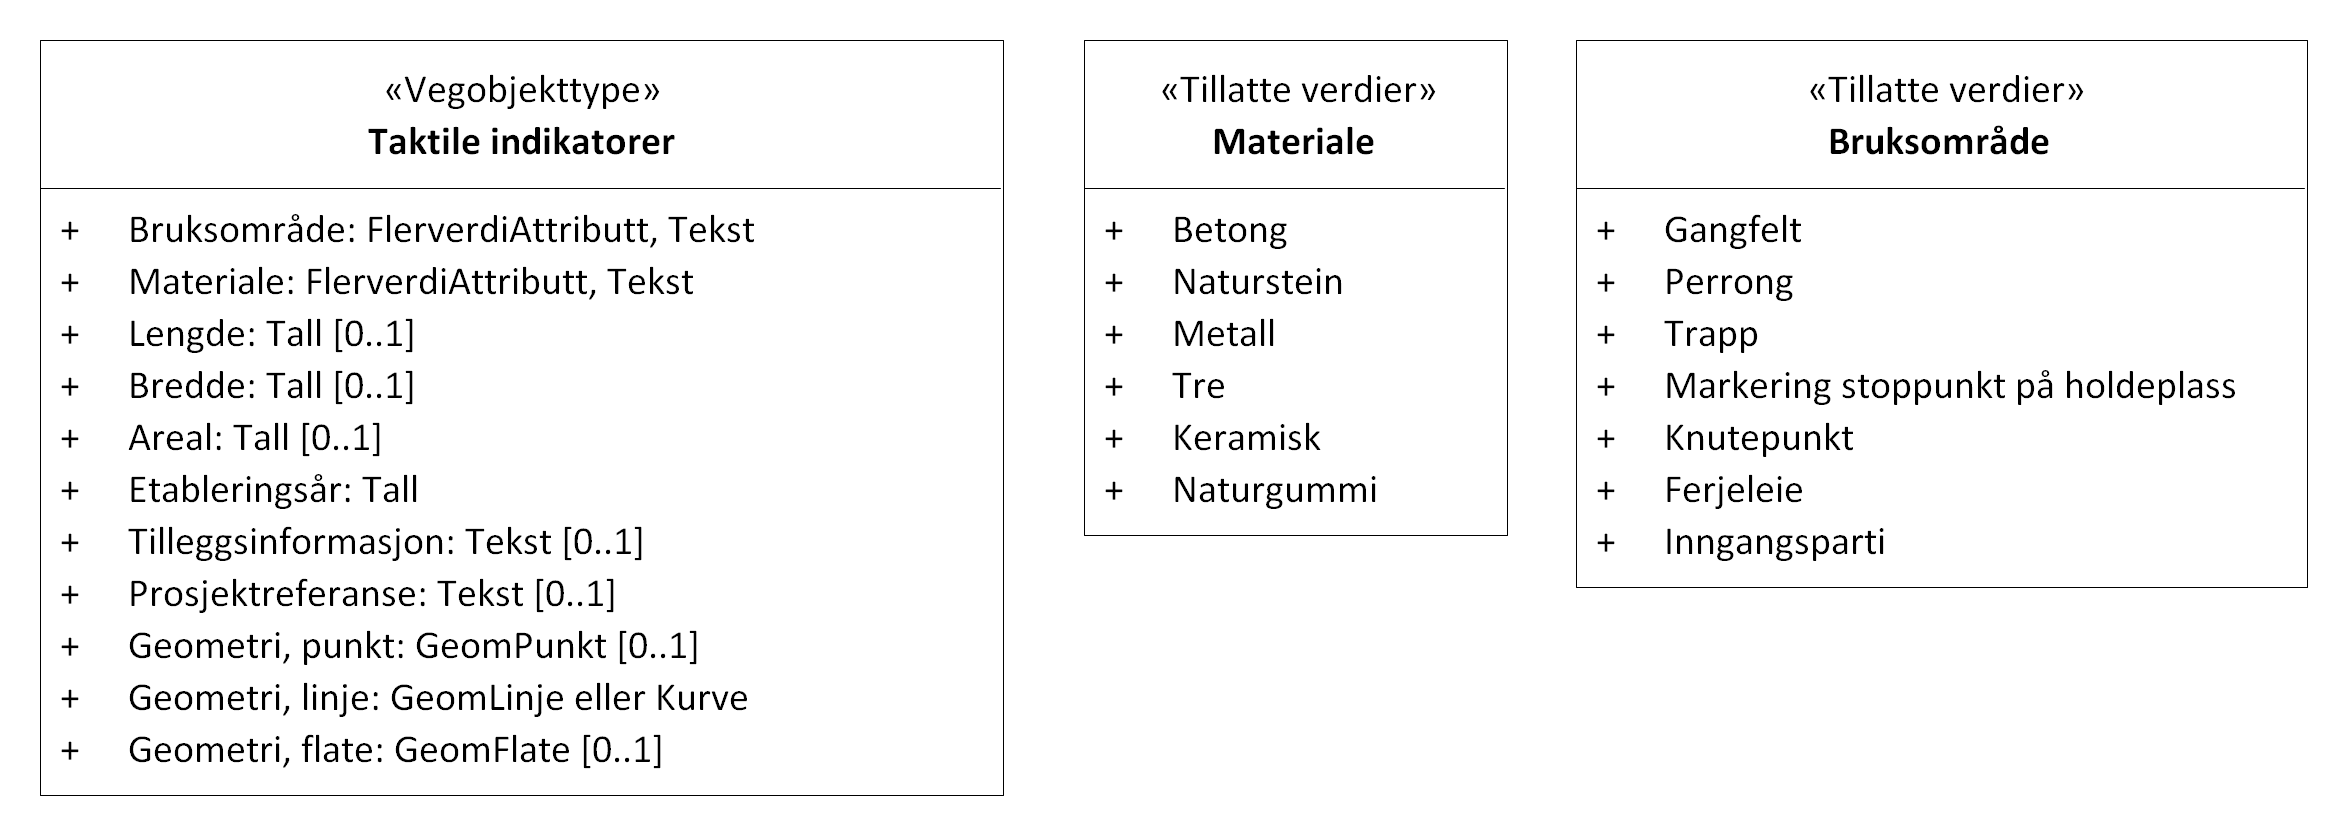 «Vegobjekttype»
Taktile indikatorer
+ Bruksområde: FlerverdiAttributt, Tekst
+ Materiale: FlerverdiAttributt, Tekst
+ Lengde: Tall [0..1]
+ Bredde: Tall [0..1]
+ Areal: Tall [0..1]
+ Etableringsår: Tall
+ Tilleggsinformasjon: Tekst [0..1]
+ Prosjektreferanse: Tekst [0..1]
+ Geometri, punkt: GeomPunkt [0..1]
+ Geometri, linje: GeomLinje eller Kurve
+ Geometri, flate: GeomFlate [0..1]
«Tillatte verdier»
Materiale
+ Betong
+ Naturstein
+ Metall
+ Tre
+ Keramisk
+ Naturgummi
«Tillatte verdier»
Bruksområde
+ Gangfelt
+ Perrong
+ Trapp
+ Markering stoppunkt på holdeplass
+ Knutepunkt
+ Ferjeleie
+ Inngangsparti